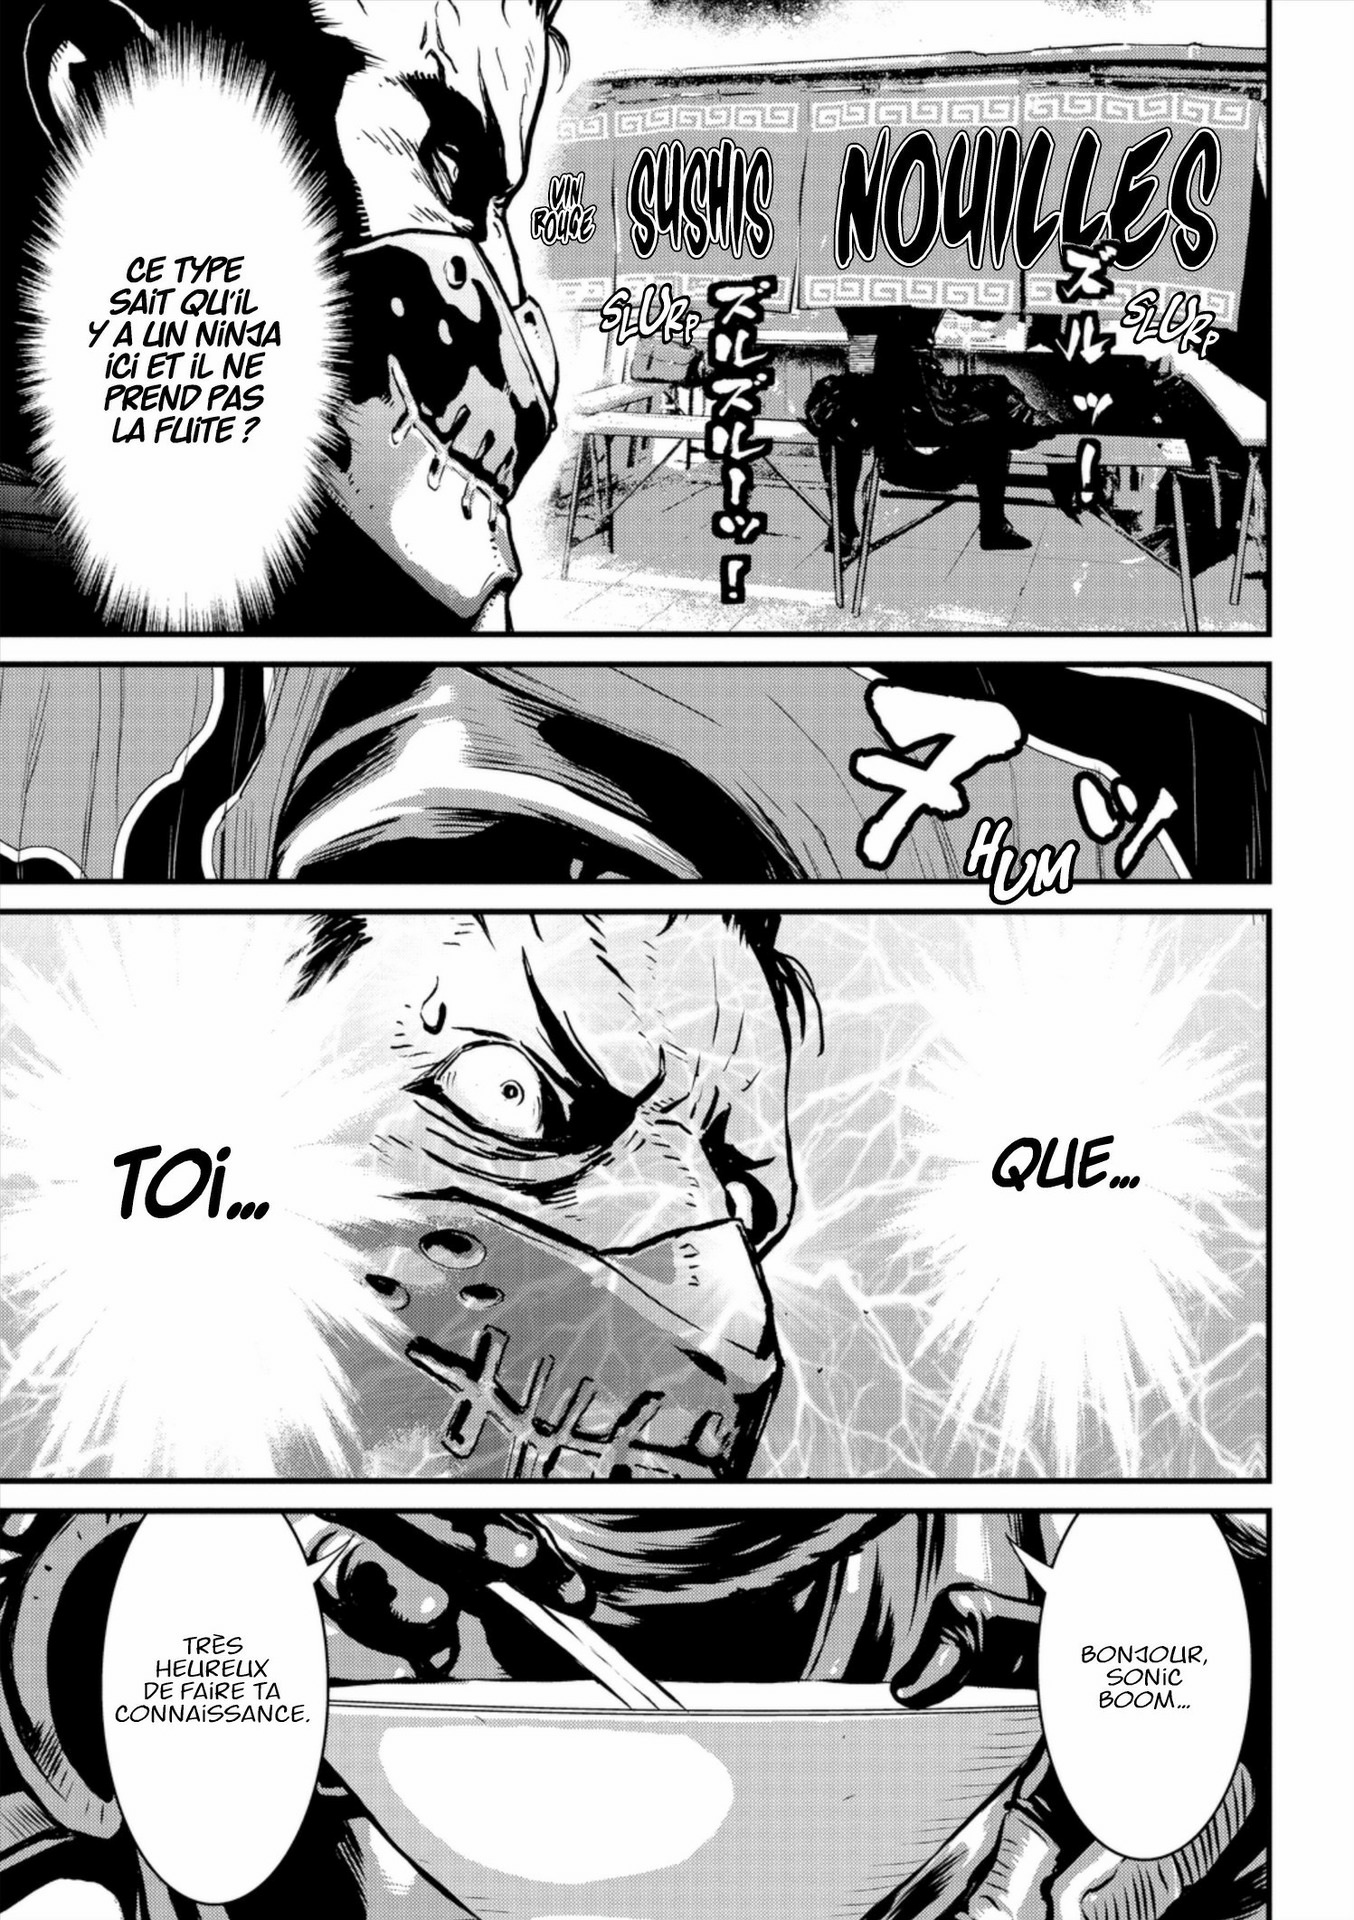 NOUILLES
SUSHIS
VIN
ROUGE
ズルッ!
SLURP
ズルズルーッ!
SLURP
CE TYPE
SAIT QU'IL
Y A UN NINJA
ICI ET IL NE
PREND PAS
LA FUITE ?
HUM
QUE...
TOI...
BONJOUR,
SONIC
BOOM...
TRÈS
HEUREUX
DE FAIRE TA
CONNAISSANCE.